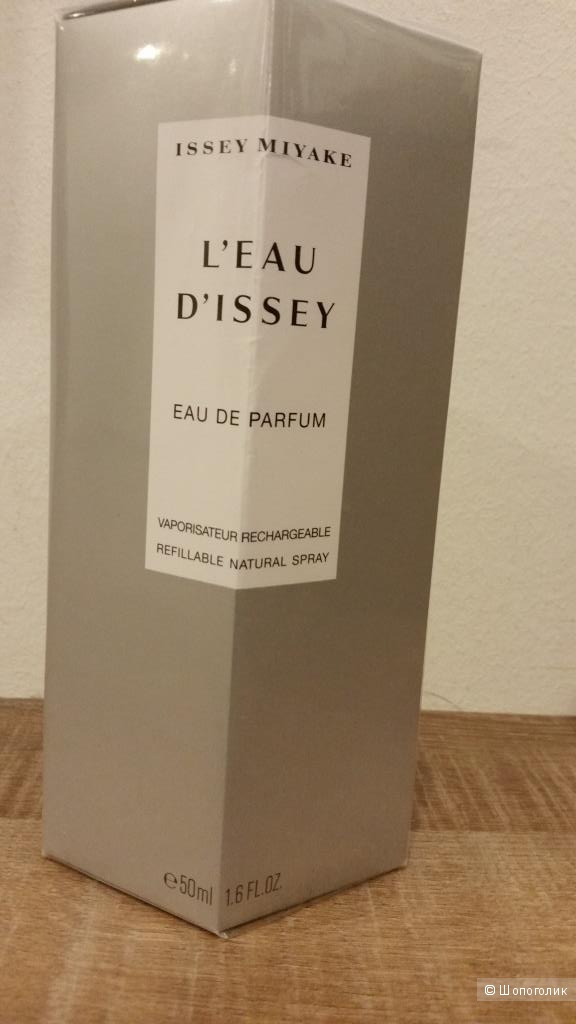 ISSEY MIYAKE
L'EAU
D'ISSEY
EAU DE PARFUM
VAPORISATEUR RECHARGEABLE
REFILLABLE NATURAL SPRAY
℮50ml 1.6 FL.OZ.
© Шопоголик